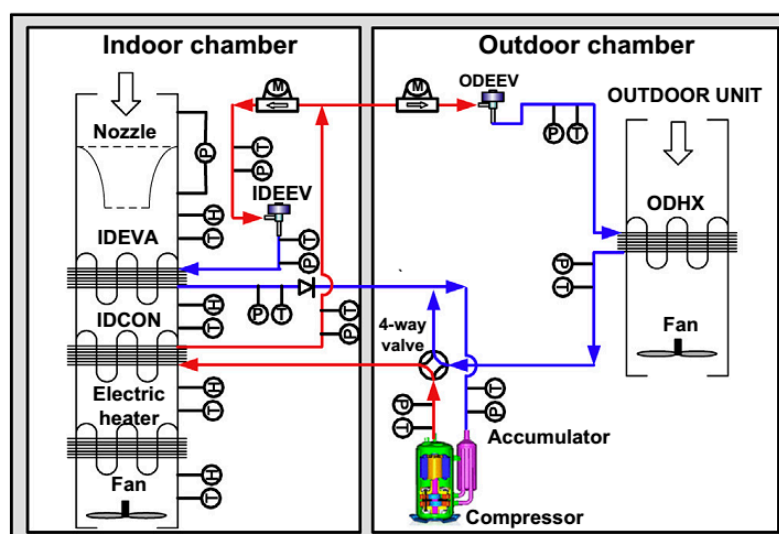 Indoor chamber
Outdoor chamber
M
M
ODEEV
OUTDOOR UNIT
Nozzle
P
T
P
P
T
IDEEV
ODHX
H
T
T
P
IDEVA
P
T
IDCON
H
T
P
T
T
P
4-way
valve
Fan
Electric
heater
H
T
P
T
T
P
Accumulator
Fan
H
T
Compressor